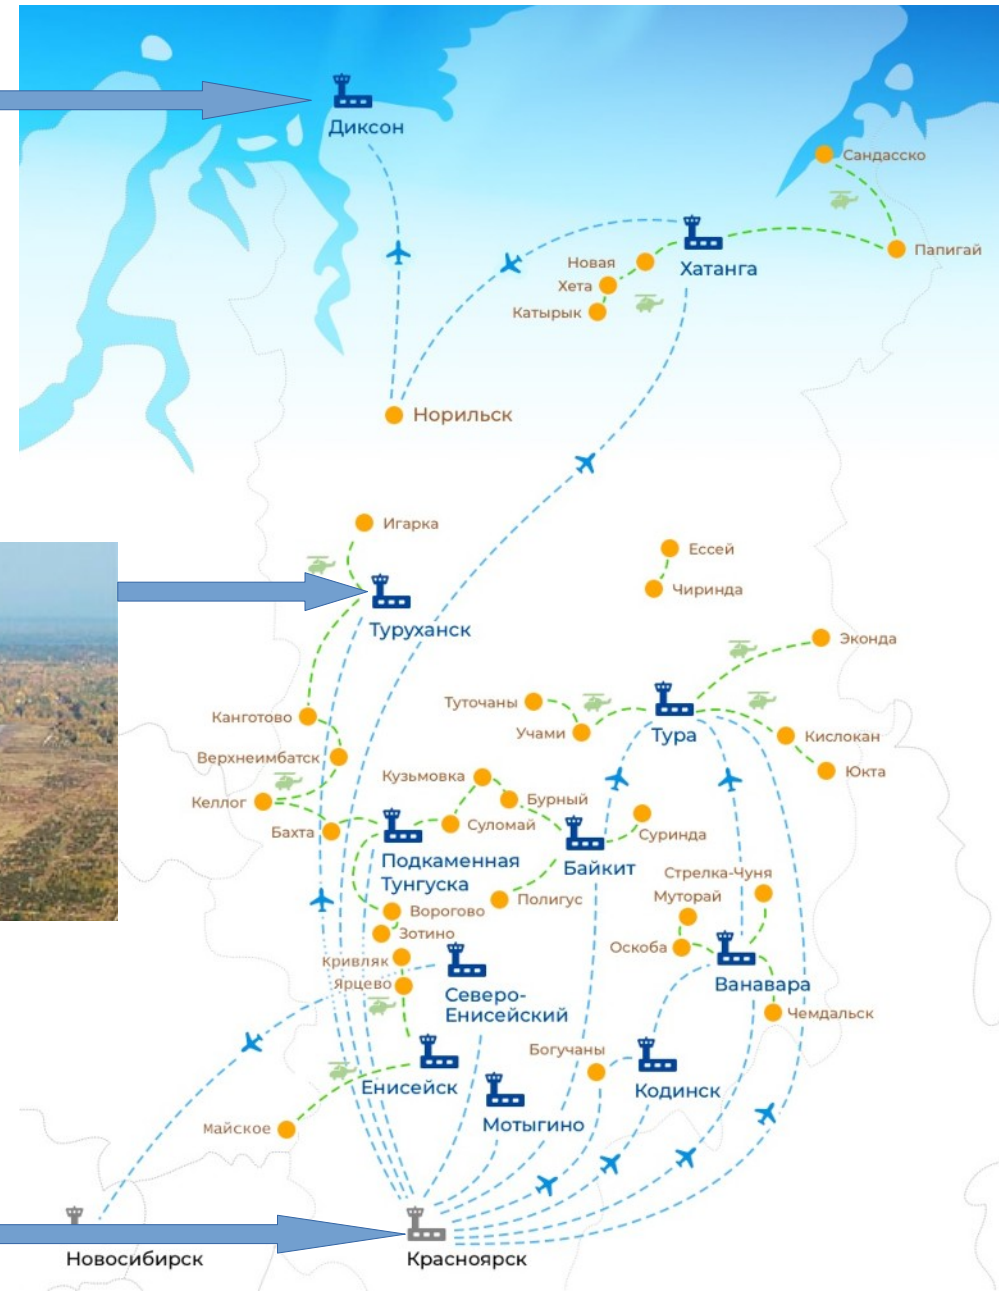 Диксон
Сандасско
Папигай
Хатанга
Новая
Хета
Катырык
Норильск
Игарка
Ессей
Чиринда
Туруханск
Эконда
Туточаны
Учами
Тура
Канготово
Кислокан
Верхнеимбатск
Юкта
Кузьмовка
Бурный
Келлог
Суломай
Бахта
Суринда
Подкаменная
Тунгуска
Байкит
Стрелка-Чуня
Муторай
Полигус
Ворогово
Зотино
Оскоба
Кривляк
Ярцево
Ванавара
Северо-
Енисейский
Чемдальск
Богучаны
Енисейск
Кодинск
Мотыгино
Майское
Новосибирск
Красноярск